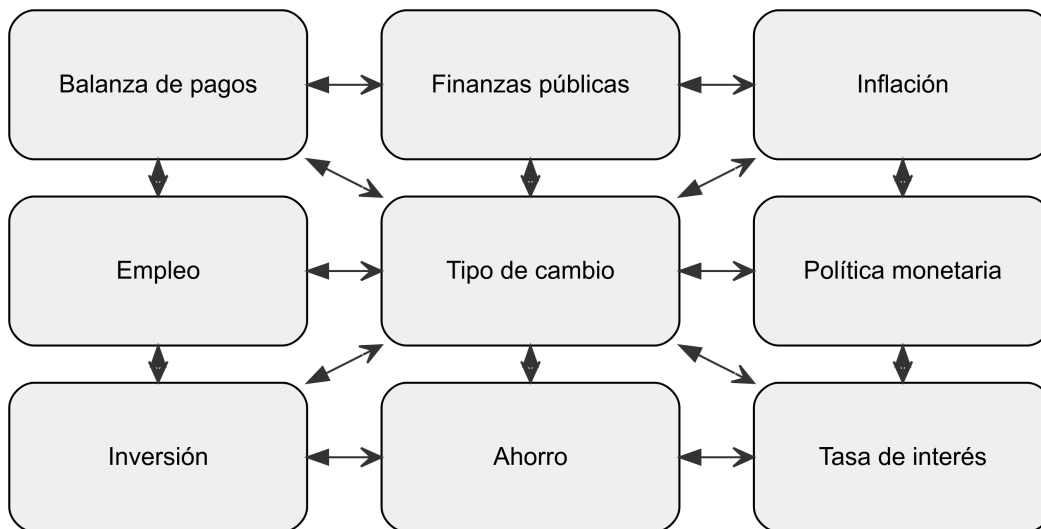 Balanza de pagos
Finanzas públicas
Inflación
Empleo
Tipo de cambio
Política monetaria
Inversión
Ahorro
Tasa de interés